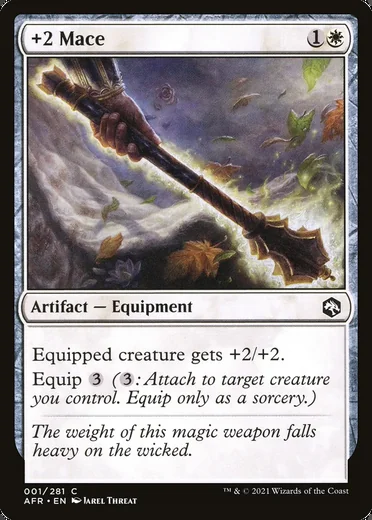 +2 Mace 1
Artifact — Equipment
Equipped creature gets +2/+2.
Equip 3 (3: Attach to target creature
you control. Equip only as a sorcery.)
The weight of this magic weapon falls
heavy on the wicked.
001/281 C
AFR • EN Jarel Threat
™ & © 2021 Wizards of the Coast